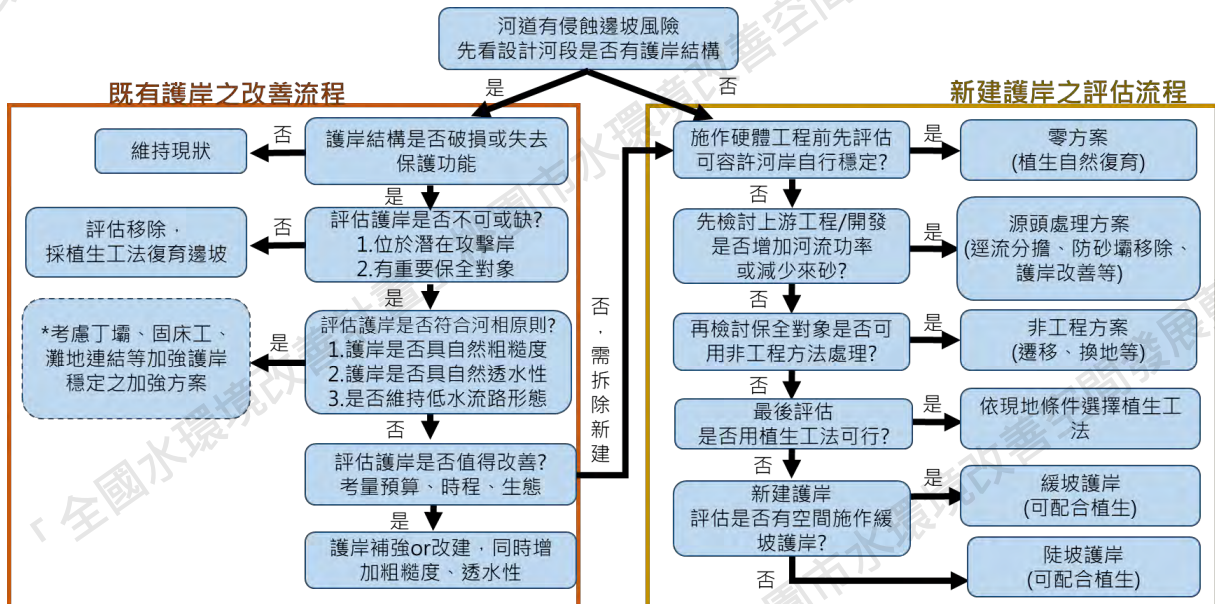 河道有侵蝕邊坡風險
先看設計河段是否有護岸結構
是
否
既有護岸之改善流程
護岸結構是否破損或失去
保護功能
否
維持現狀
是
評估護岸是否不可或缺?
1.位於潛在攻擊岸
2.有重要保全對象
否
評估移除，
採植生工法復育邊坡
是
評估護岸是否符合河相原則?
1.護岸是否具自然粗糙度
2.護岸是否具自然透水性
3.是否維持低水流路形態
是
*考慮丁壩、固床工、
灘地連結等加強護岸
穩定之加強方案
否
評估護岸是否值得改善?
考量預算、時程、生態
否，需拆除新建
是
護岸補強or改建，同時增
加粗糙度、透水性
新建護岸之評估流程
施作硬體工程前先評估
可容許河岸自行穩定?
是
零方案
(植生自然復育)
否
先檢討上游工程/開發
是否增加河流功率
或減少來砂?
是
源頭處理方案
(逕流分擔、防砂壩移除、
護岸改善等)
否
再檢討保全對象是否可
用非工程方法處理?
是
非工程方案
(遷移、換地等)
否
最後評估
是否用植生工法可行?
是
依現地條件選擇植生工
法
否
新建護岸
評估是否有空間施作緩
坡護岸?
是
緩坡護岸
(可配合植生)
否
陡坡護岸
(可配合植生)